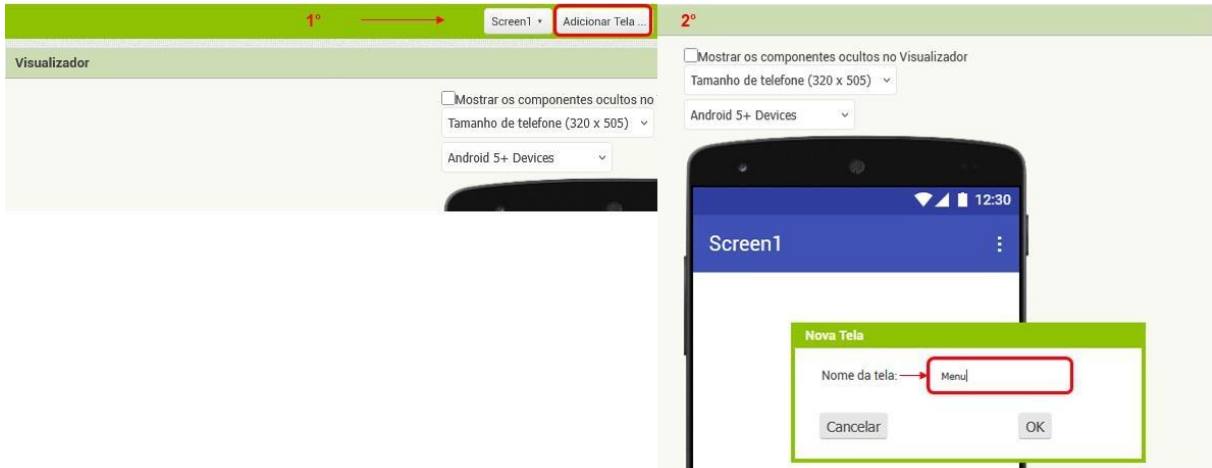 1º
Screen1
Adicionar Tela ...
Visualizador
Mostrar os componentes ocultos no
Tamanho de telefone (320 x 505)
Android 5+ Devices
2º
Mostrar os componentes ocultos no Visualizador
Tamanho de telefone (320 x 505)
Android 5+ Devices
12:30
Screen1
Nova Tela
Nome da tela:
Menu
Cancelar
OK